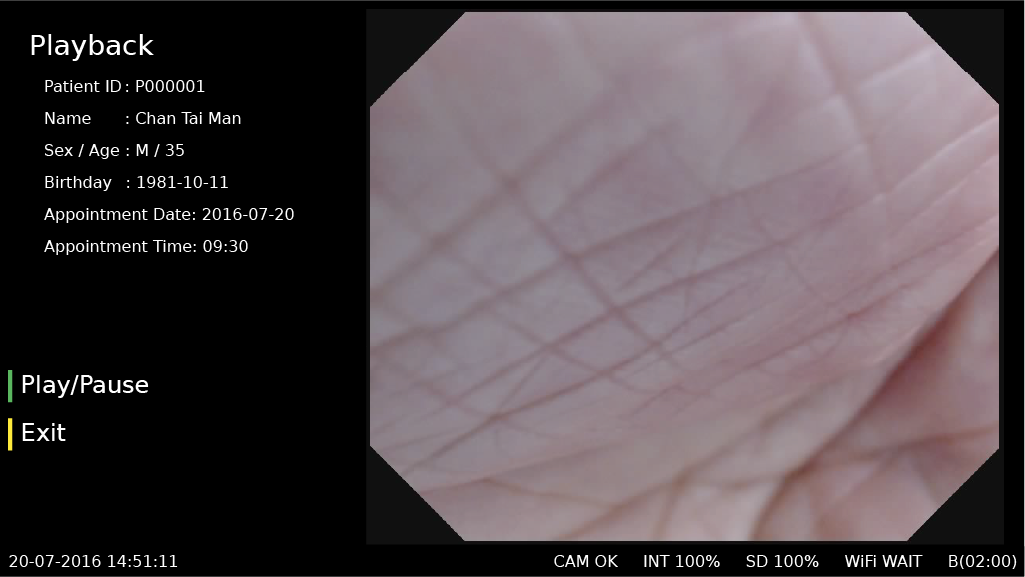 Playback
Patient ID : P000001
Name : Chan Tai Man
Sex / Age : M / 35
Birthday : 1981-10-11
Appointment Date: 2016-07-20
Appointment Time: 09:30
Play/Pause
Exit
20-07-2016 14:51:11 CAM OK INT 100% SD 100% WiFi WAIT B(02:00)